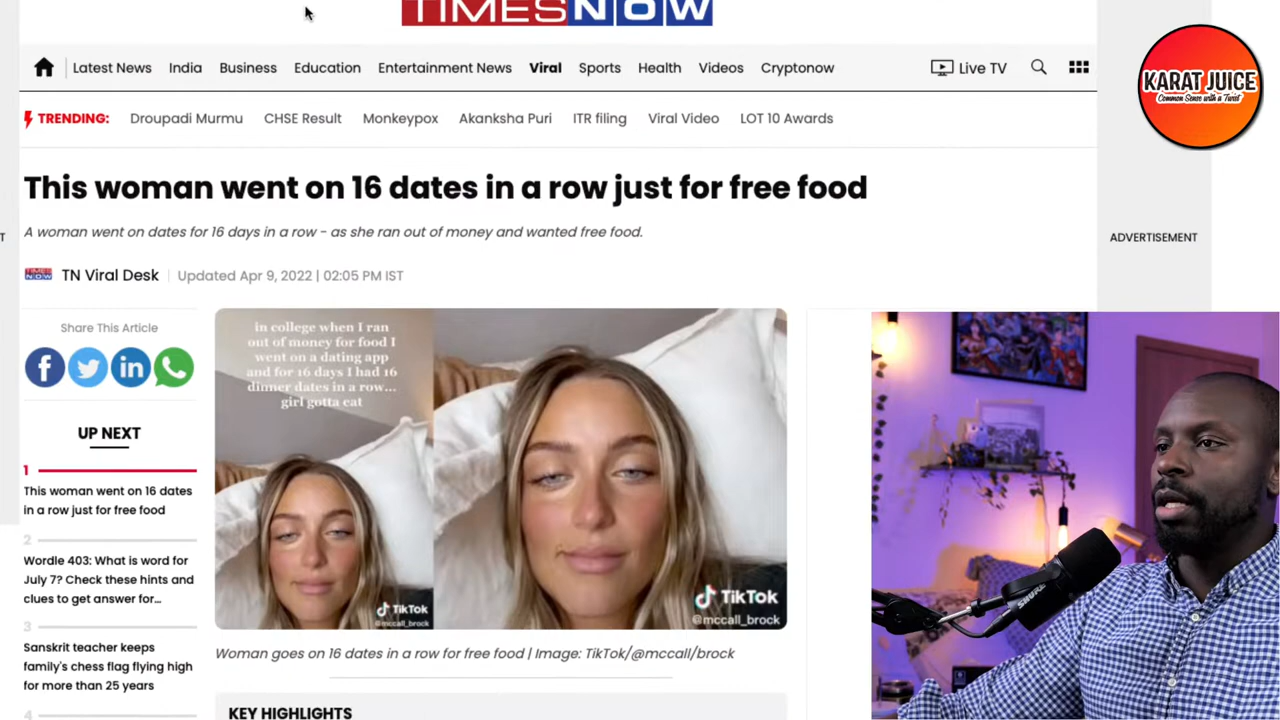 TIMES NOW
Latest News India Business Education Entertainment News Viral Sports Health Videos Cryptonow Live TV
KARAT JUICE
Common Sense with a Twist
TRENDING: Droupadi Murmu CHSE Result Monkeypox Akanksha Puri ITR filing Viral Video LOT 10 Awards
This woman went on 16 dates in a row just for free food
A woman went on dates for 16 days in a row - as she ran out of money and wanted free food.
T
ADVERTISEMENT
TIMES NOW
TN Viral Desk | Updated Apr 9, 2022 | 02:05 PM IST
Share This Article
UP NEXT
1
This woman went on 16 dates
in a row just for free food
2
Wordle 403: What is word for
July 7? Check these hints and
clues to get answer for...
3
Sanskrit teacher keeps
family's chess flag flying high
for more than 25 years
4
in college when I ran
out of money for food I
went on a dating app
and for 16 days I had 16
dinner dates in a row...
girl gotta eat
TikTok
@mccall_brock
TikTok
@mccall_brock
Woman goes on 16 dates in a row for free food | Image: TikTok/@mccall/brock
KEY HIGHLIGHTS
SHURE